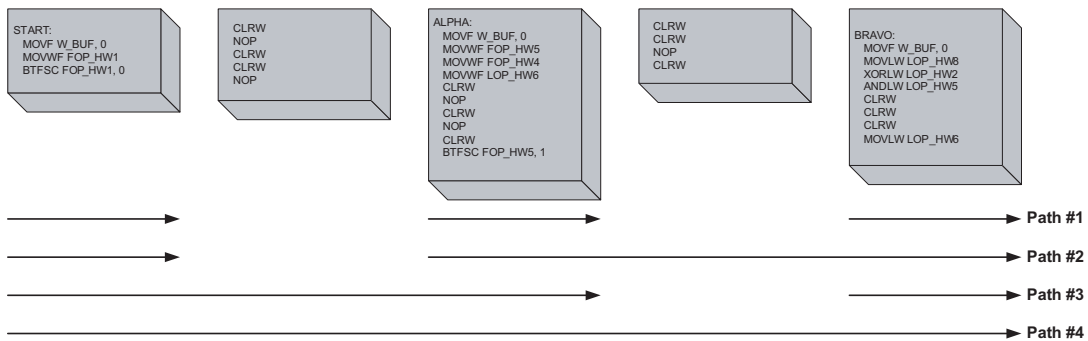 START:
MOVF W_BUF, 0
MOVWF FOP_HW1
BTFSC FOP_HW1, 0
CLRW
NOP
CLRW
CLRW
NOP
ALPHA:
MOVF W_BUF, 0
MOVWF FOP_HW5
MOVWF FOP_HW4
MOVWF LOP_HW6
CLRW
NOP
CLRW
NOP
CLRW
BTFSC FOP_HW5, 1
CLRW
CLRW
NOP
CLRW
BRAVO:
MOVF W_BUF, 0
MOVLW LOP_HW8
XORLW LOP_HW2
ANDLW LOP_HW5
CLRW
CLRW
CLRW
MOVLW LOP_HW6
Path #1
Path #2
Path #3
Path #4